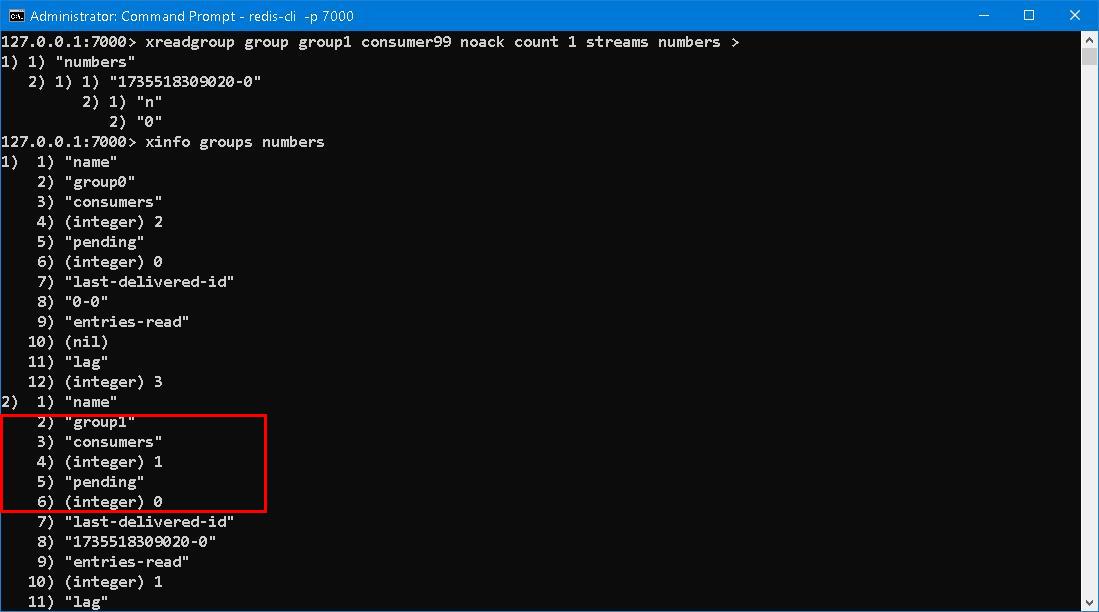 Administrator: Command Prompt - redis-cli  -p 7000
127.0.0.1:7000> xreadgroup group group1 consumer99 noack count 1 streams numbers >
1) 1) "numbers"
   2) 1) 1) "1735518309020-0"
         2) 1) "n"
            2) "0"
127.0.0.1:7000> xinfo groups numbers
1)  1) "name"
    2) "group0"
    3) "consumers"
    4) (integer) 2
    5) "pending"
    6) (integer) 0
    7) "last-delivered-id"
    8) "0-0"
    9) "entries-read"
   10) (nil)
   11) "lag"
   12) (integer) 3
2)  1) "name"
    2) "group1"
    3) "consumers"
    4) (integer) 1
    5) "pending"
    6) (integer) 0
    7) "last-delivered-id"
    8) "1735518309020-0"
    9) "entries-read"
   10) (integer) 1
   11) "lag"